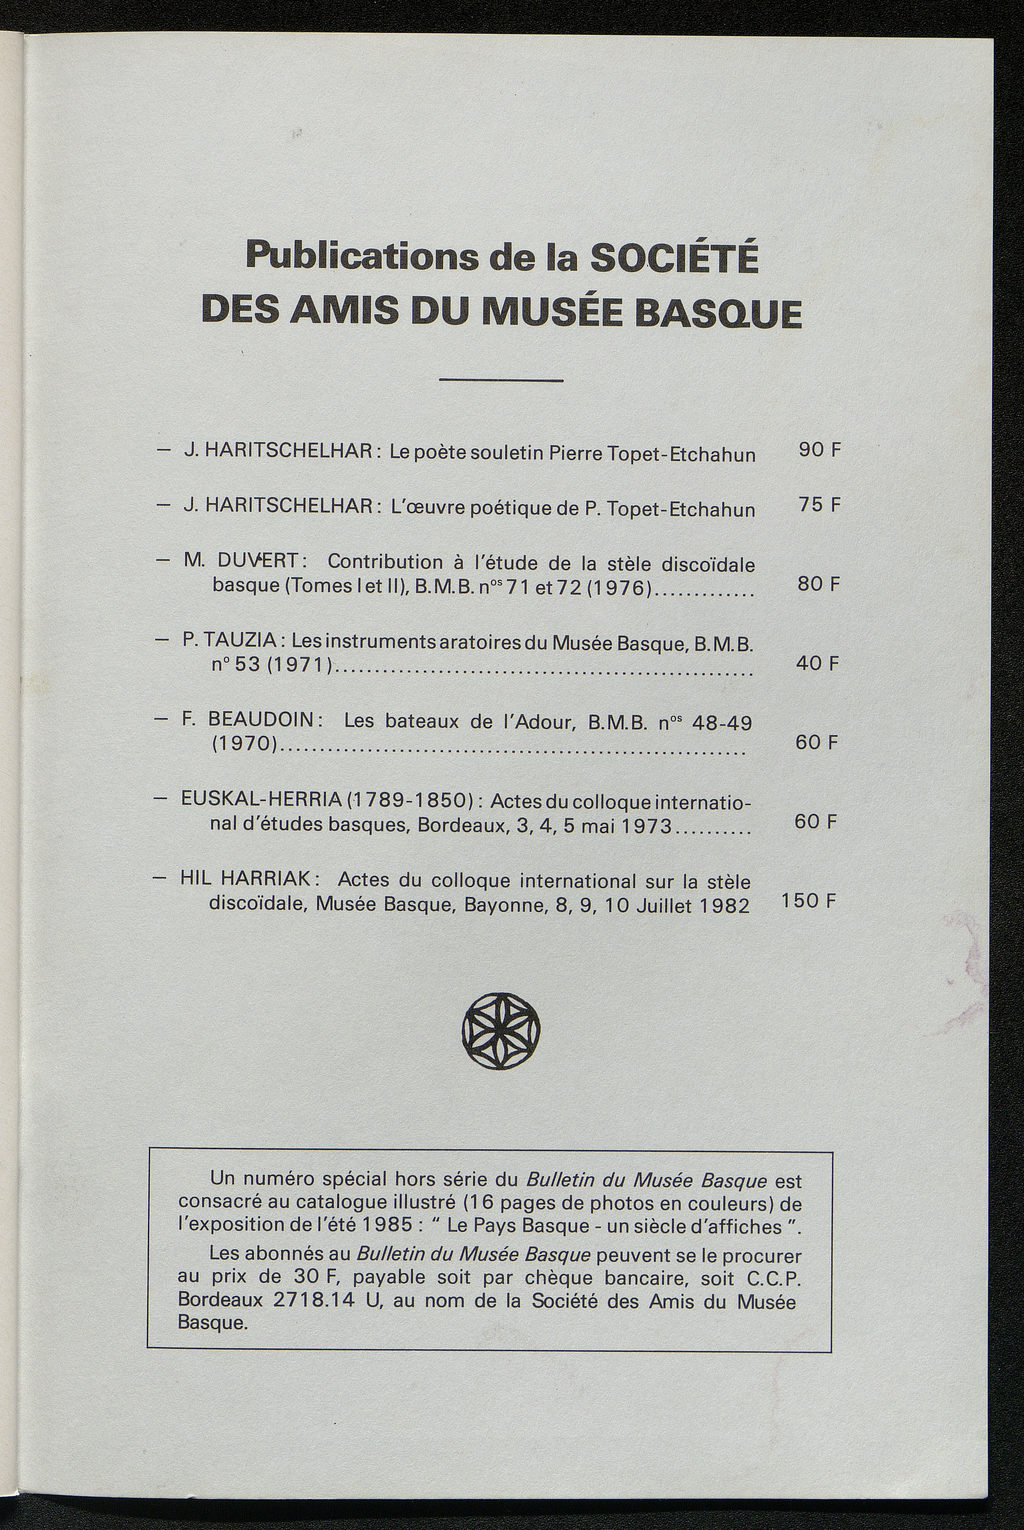 Publications de la SOCIÉTÉ
DES AMIS DU MUSÉE BASQUE
— J. HARITSCHELHAR : Le poète souletin Pierre Topet-Etchahun 90 F
— J. HARITSCHELHAR : L'œuvre poétique de P. Topet-Etchahun 75 F
— M. DUVERT : Contribution à l'étude de la stèle discoïdale
basque (Tomes I et II), B.M.B. nos 71 et 72 (1976)............. 80 F
— P. TAUZIA : Les instruments aratoires du Musée Basque, B.M.B.
n° 53 (1971)..................................................... 40 F
— F. BEAUDOIN : Les bateaux de l'Adour, B.M.B. nos 48-49
(1970)........................................................... 60 F
— EUSKAL-HERRIA (1789-1850) : Actes du colloque internatio-
nal d'études basques, Bordeaux, 3, 4, 5 mai 1973.......... 60 F
— HIL HARRIAK : Actes du colloque international sur la stèle
discoïdale, Musée Basque, Bayonne, 8, 9, 10 Juillet 1982 150 F
Un numéro spécial hors série du Bulletin du Musée Basque est
consacré au catalogue illustré (16 pages de photos en couleurs) de
l'exposition de l'été 1985 : " Le Pays Basque - un siècle d'affiches ".
Les abonnés au Bulletin du Musée Basque peuvent se le procurer
au prix de 30 F, payable soit par chèque bancaire, soit C.C.P.
Bordeaux 2718.14 U, au nom de la Société des Amis du Musée
Basque.